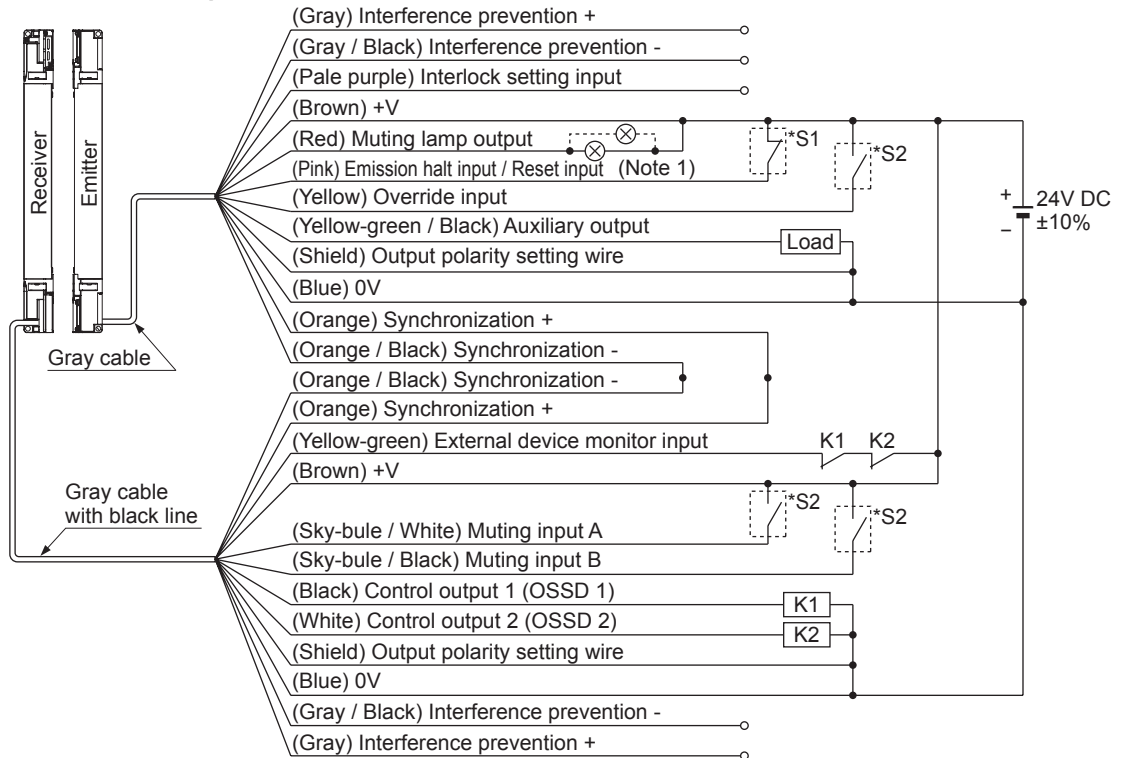 (Gray) Interference prevention +
(Gray / Black) Interference prevention -
(Pale purple) Interlock setting input
(Brown) +V
(Red) Muting lamp output
*S1
*S2
(Pink) Emission halt input / Reset input (Note 1)
(Yellow) Override input
+ 24V DC
- ±10%
(Yellow-green / Black) Auxiliary output
Load
(Shield) Output polarity setting wire
(Blue) 0V
Receiver
Emitter
Gray cable
(Orange) Synchronization +
(Orange / Black) Synchronization -
(Orange / Black) Synchronization -
(Orange) Synchronization +
(Yellow-green) External device monitor input
K1 K2
(Brown) +V
Gray cable
with black line
*S2
*S2
(Sky-bule / White) Muting input A
(Sky-bule / Black) Muting input B
(Black) Control output 1 (OSSD 1)
K1
(White) Control output 2 (OSSD 2)
K2
(Shield) Output polarity setting wire
(Blue) 0V
(Gray / Black) Interference prevention -
(Gray) Interference prevention +